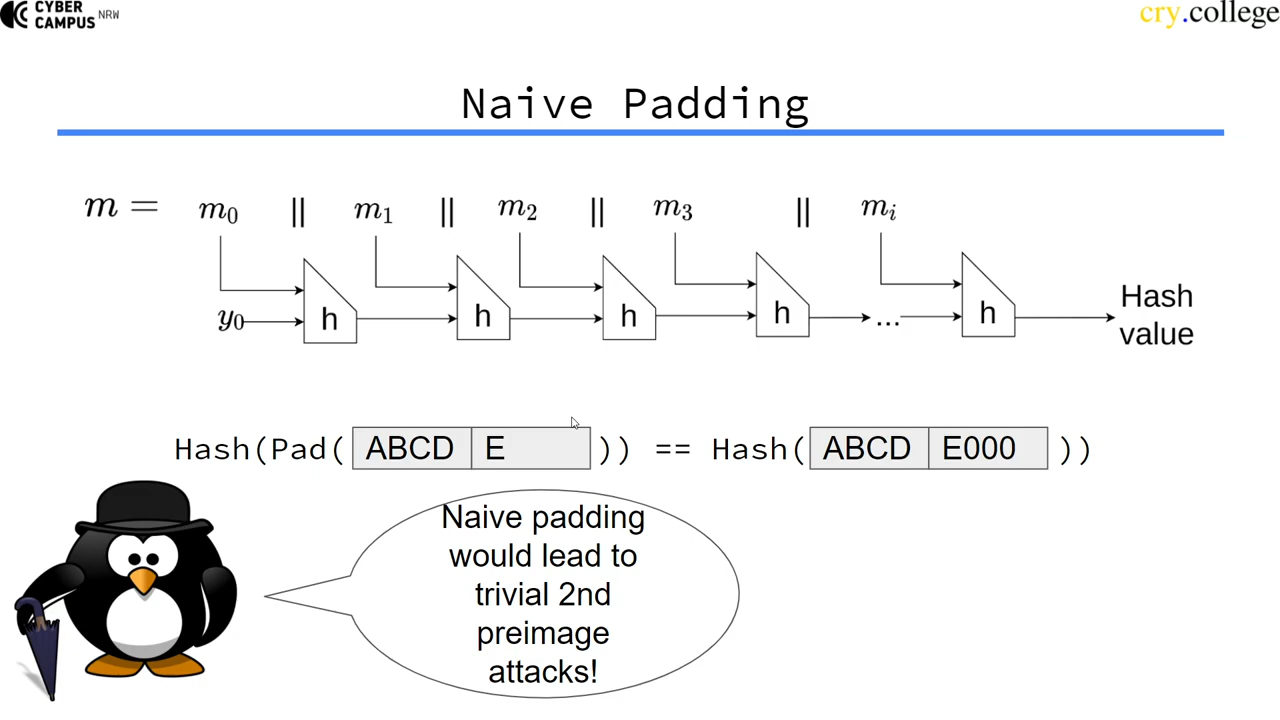 CYBER
CAMPUS NRW
cry.college
Naive Padding
m = m₀ || m₁ || m₂ || m₃ || mᵢ
y₀ h h h h ... h
Hash
value
Hash(Pad( ABCD E )) == Hash( ABCD E000 ))
Naive padding
would lead to
trivial 2nd
preimage
attacks!